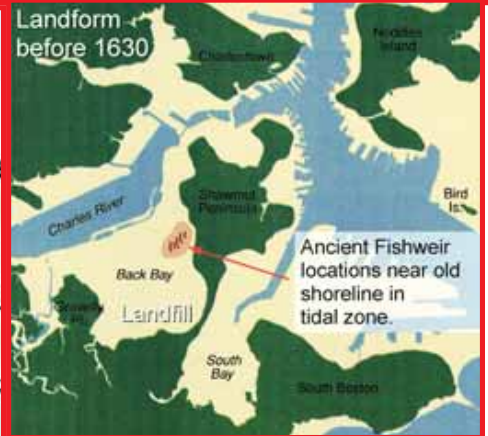 Landform
before 1630
Charlestown
Noddles
Island
Shawmut
Peninsula
Bird
Is.
Charles River
Ancient Fishweir
locations near old
shoreline in
tidal zone.
Back Bay
Landfill
South
Bay
South Boston